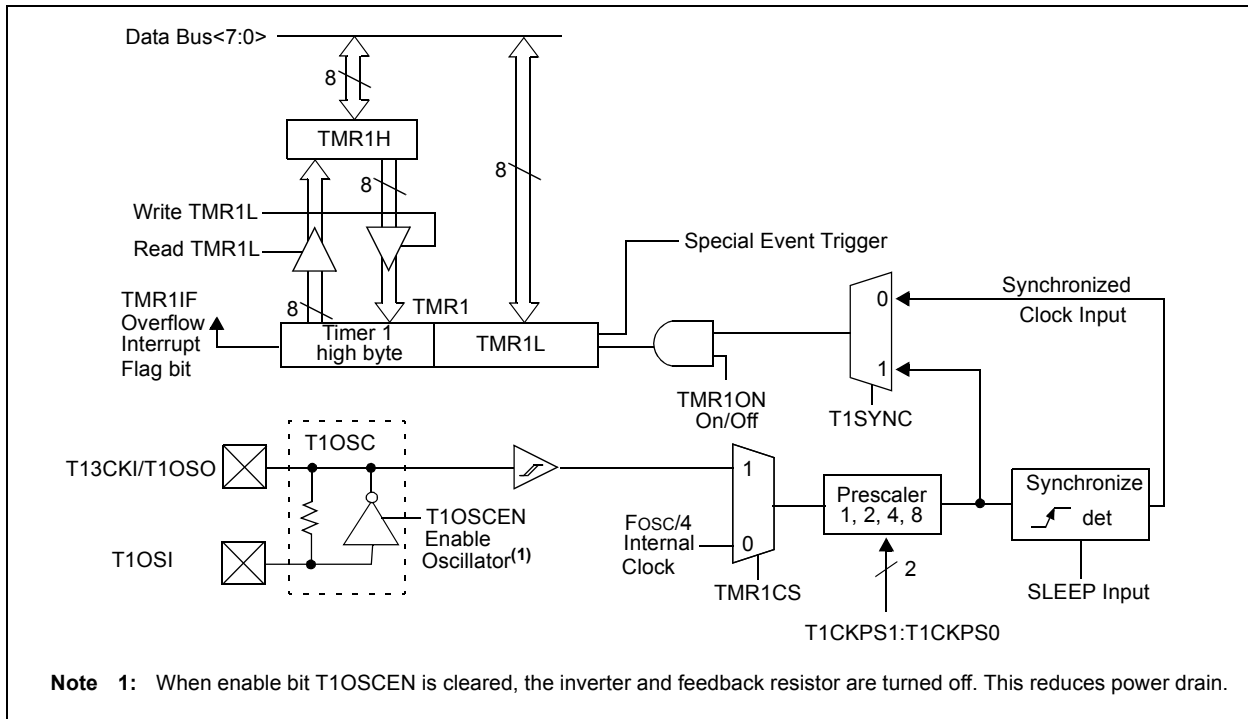 Data Bus<7:0>
8
TMR1H
8
8
Write TMR1L
Read TMR1L
Special Event Trigger
8
TMR1
TMR1IF
Overflow
Interrupt
Flag bit
Timer 1
high byte
TMR1L
0
1
Synchronized
Clock Input
TMR1ON
On/Off
T1SYNC
T1OSC
T13CKI/T1OSO
T1OSI
T1OSCEN
Enable
Oscillator(1)
FOSC/4
Internal
Clock
1
0
TMR1CS
Prescaler
1, 2, 4, 8
2
T1CKPS1:T1CKPS0
Synchronize
det
SLEEP Input
Note 1: When enable bit T1OSCEN is cleared, the inverter and feedback resistor are turned off. This reduces power drain.